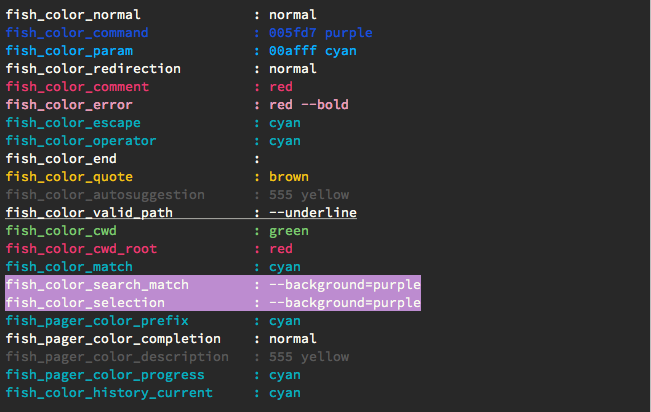 fish_color_normal : normal
fish_color_command : 005fd7 purple
fish_color_param : 00afff cyan
fish_color_redirection : normal
fish_color_comment : red
fish_color_error : red --bold
fish_color_escape : cyan
fish_color_operator : cyan
fish_color_end :
fish_color_quote : brown
fish_color_autosuggestion : 555 yellow
fish_color_valid_path : --underline
fish_color_cwd : green
fish_color_cwd_root : red
fish_color_match : cyan
fish_color_search_match : --background=purple
fish_color_selection : --background=purple
fish_pager_color_prefix : cyan
fish_pager_color_completion : normal
fish_pager_color_description : 555 yellow
fish_pager_color_progress : cyan
fish_color_history_current : cyan